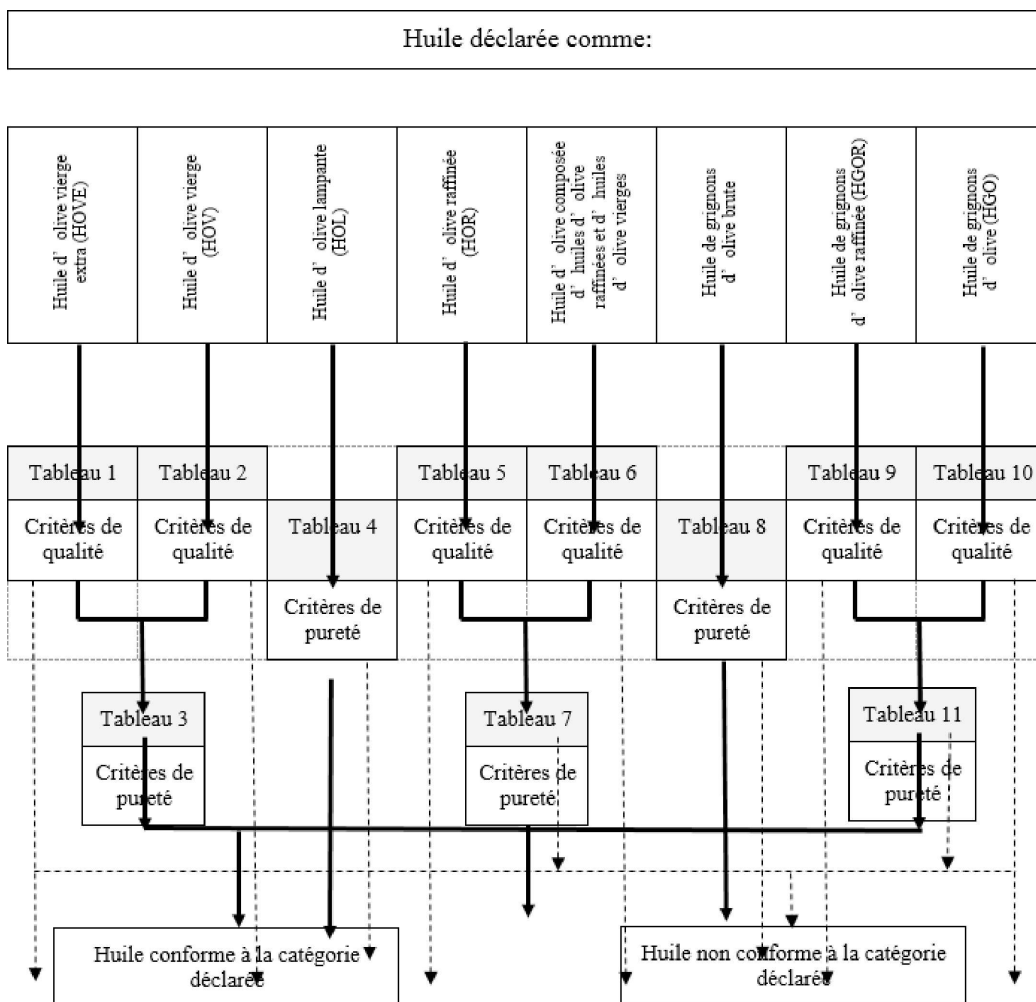 Huile déclarée comme:
Huile d’olive vierge
extra (HOVE)
Huile d’olive vierge
(HOV)
Huile d’olive lampante
(HOL)
Huile d’olive raffinée
(HOR)
Huile d’olive composée
d’huiles d’olive
raffinées et d’huiles
d’olive vierges
Huile de grignons
d’olive brute
Huile de grignons
d’olive raffinée (HGOR)
Huile de grignons
d’olive (HGO)
Tableau 1
Critères de
qualité
Tableau 2
Critères de
qualité
Tableau 4
Critères de
pureté
Tableau 5
Critères de
qualité
Tableau 6
Critères de
qualité
Tableau 8
Critères de
pureté
Tableau 9
Critères de
qualité
Tableau 10
Critères de
qualité
Tableau 3
Critères de
pureté
Tableau 7
Critères de
pureté
Tableau 11
Critères de
pureté
Huile conforme à la catégorie
déclarée
Huile non conforme à la catégorie
déclarée